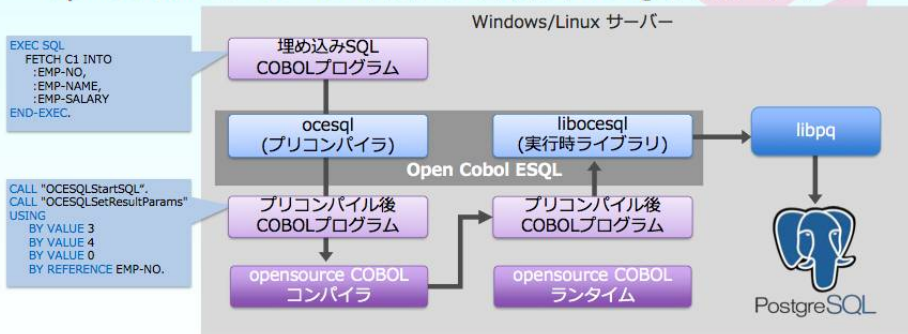 Windows/Linux サーバー
EXEC SQL
FETCH C1 INTO
:EMP-NO,
:EMP-NAME,
:EMP-SALARY
END-EXEC.
埋め込みSQL
COBOLプログラム
ocesql
(プリコンパイラ)
libocesql
(実行時ライブラリ)
libpq
Open Cobol ESQL
CALL "OCESQLStartSQL".
CALL "OCESQLSetResultParams"
USING
BY VALUE 3
BY VALUE 4
BY VALUE 0
BY REFERENCE EMP-NO.
プリコンパイル後
COBOLプログラム
プリコンパイル後
COBOLプログラム
opensource COBOL
コンパイラ
opensource COBOL
ランタイム
PostgreSQL